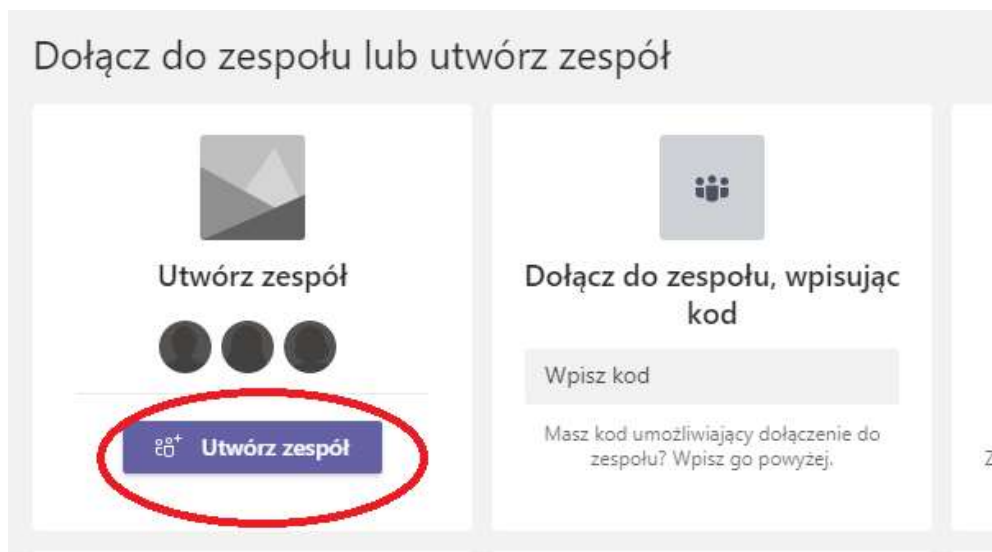 Dołącz do zespołu lub utwórz zespół
Utwórz zespół
Utwórz zespół
Dołącz do zespołu, wpisując
kod
Wpisz kod
Masz kod umożliwiający dołączenie do
zespołu? Wpisz go powyżej.
Z